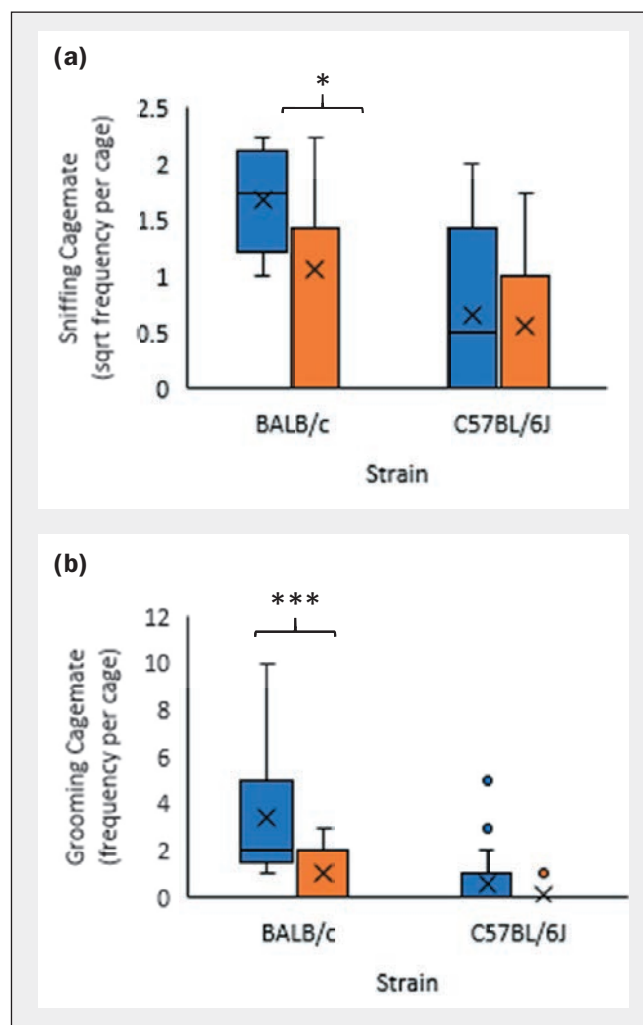 (a)
*
2.5
2
1.5
1
0.5
0
Sniffing Cagemate
(sqrt frequency per cage)
BALB/c
C57BL/6J
Strain
(b)
***
12
10
8
6
4
2
0
Grooming Cagemate
(frequency per cage)
BALB/c
C57BL/6J
Strain